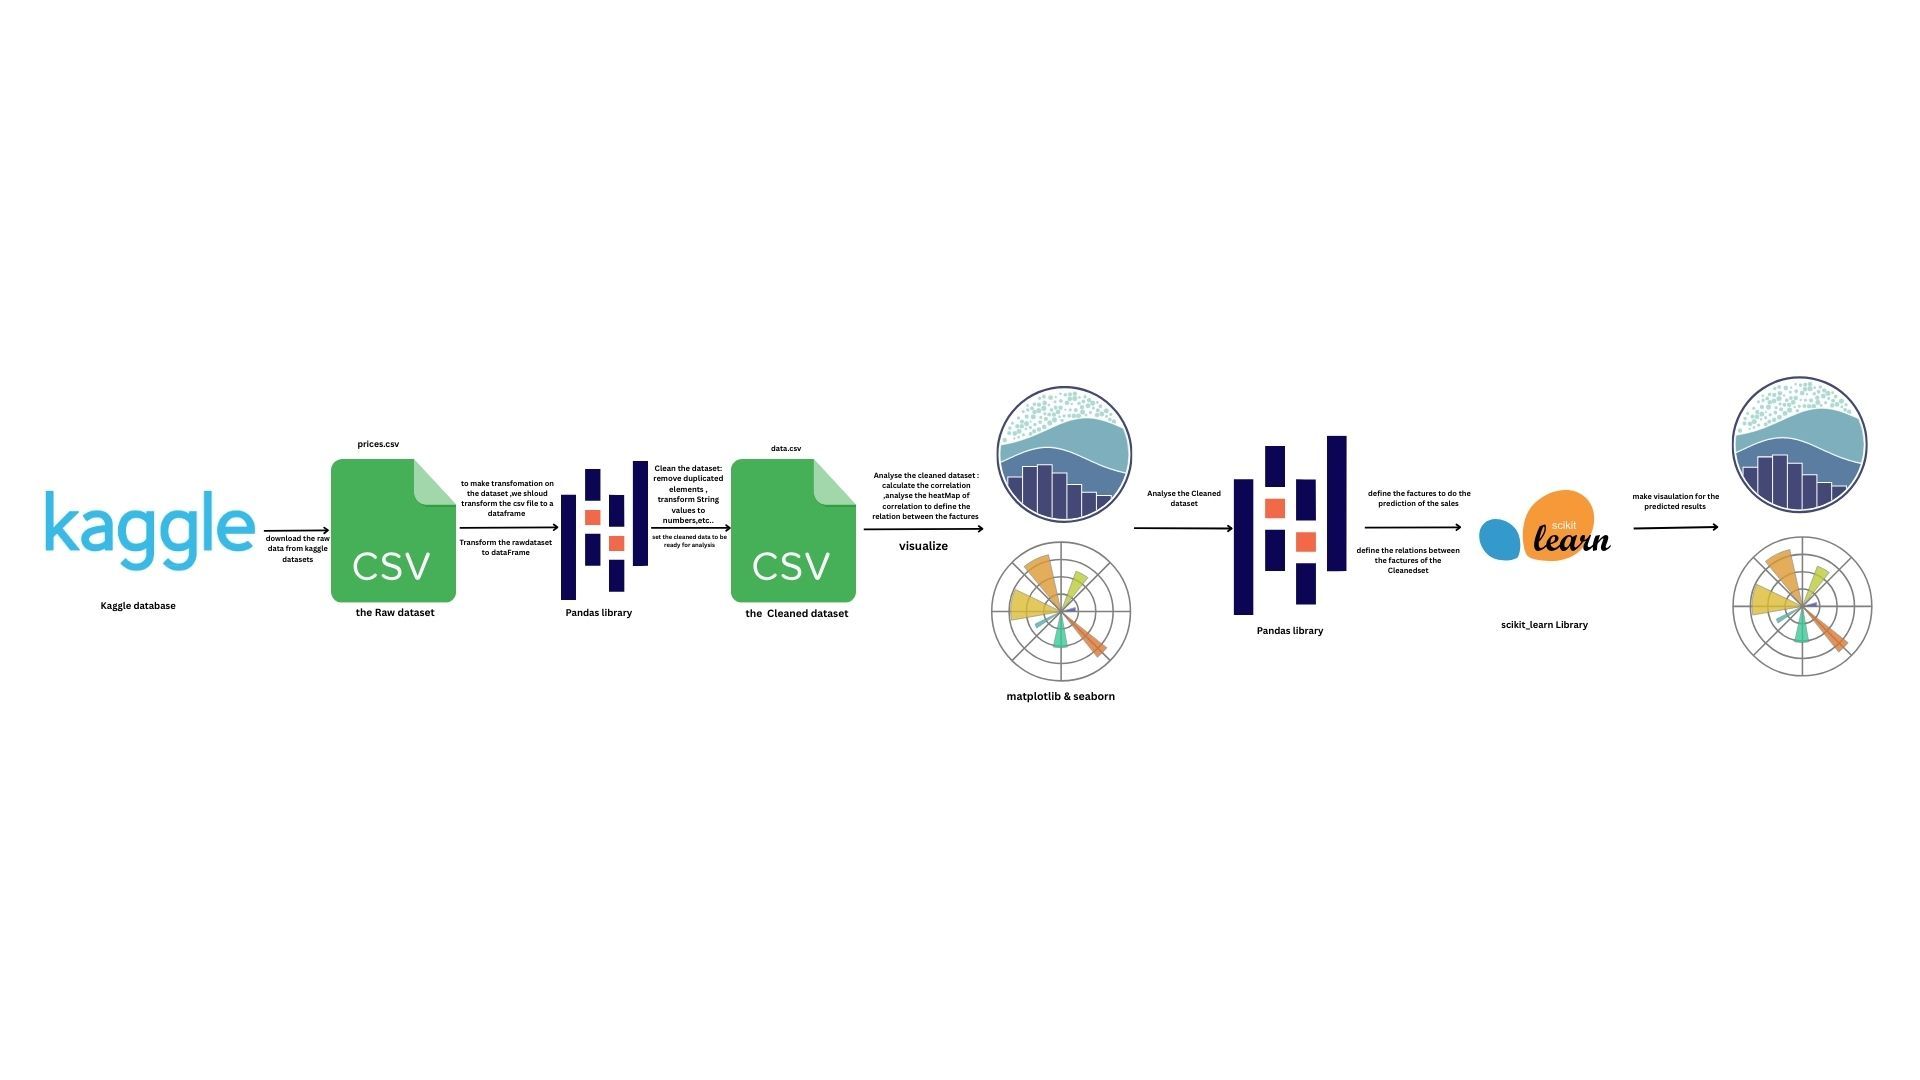 kaggle
Kaggle database
download the raw
data from kaggle
datasets
prices.csv
CSV
the Raw dataset
to make transfomation on
the dataset ,we shloud
transform the csv file to a
dataframe
Transform the rawdataset
to dataFrame
Pandas library
Clean the dataset:
remove duplicated
elements ,
transform String
values to
numbers,etc..
set the cleaned data to be
ready for analysis
data.csv
CSV
the Cleaned dataset
Analyse the cleaned dataset :
calculate the correlation
,analyse the heatMap of
correlation to define the
relation between the factures
visualize
matplotlib & seaborn
Analyse the Cleaned
dataset
Pandas library
define the factures to do the
prediction of the sales
define the relations between
the factures of the
Cleanedset
scikit
learn
scikit_learn Library
make visaulation for the
predicted results